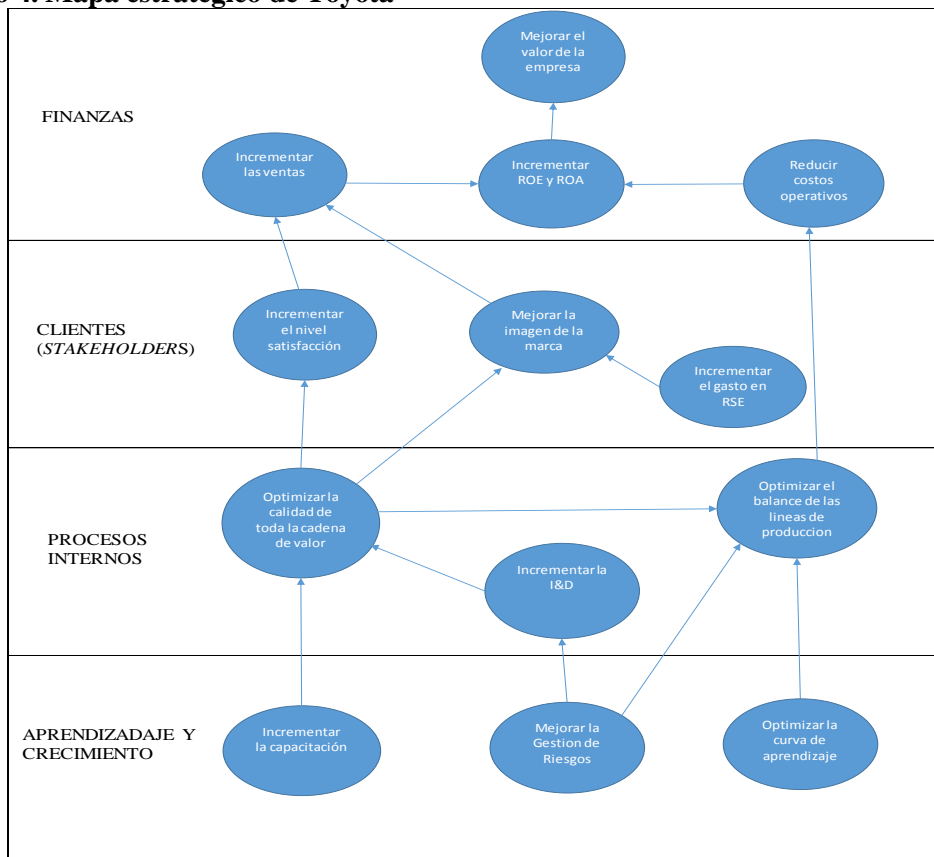 4. Mapa estratégico de Toyota
Mejorar el
valor de la
empresa
FINANZAS
Incrementar
las ventas
Incrementar
ROE y ROA
Reducir
costos
operativos
CLIENTES
(STAKEHOLDERS)
Incrementar
el nivel
satisfacción
Mejorar la
imagen de la
marca
Incrementar
el gasto en
RSE
PROCESOS
INTERNOS
Optimizar la
calidad de
toda la cadena
de valor
Optimizar el
balance de las
lineas de
produccion
Incrementar la
I&D
APRENDIZADAJE Y
CRECIMIENTO
Incrementar
la capacitación
Mejorar la
Gestion de
Riesgos
Optimizar la
curva de
aprendizaje